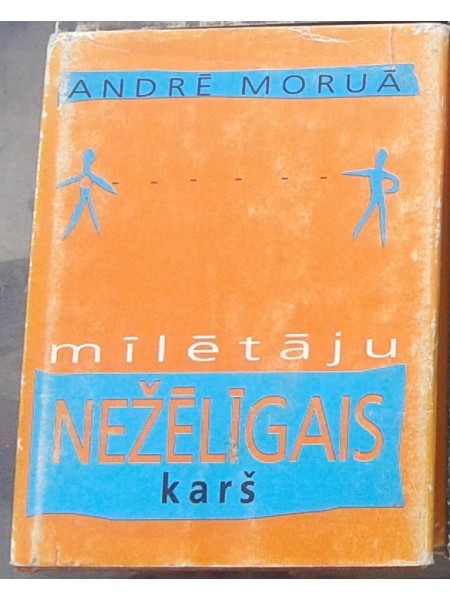 ANDRĒ MORUĀ
mīlētāju
NEŽĒLĪGAIS
karš